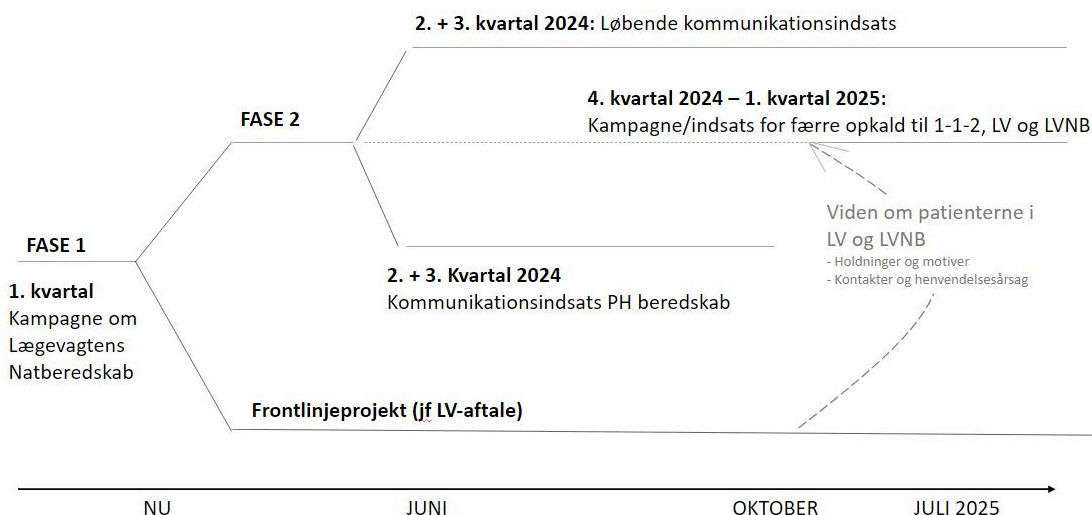 2. + 3. kvartal 2024: Løbende kommunikationsindsats
4. kvartal 2024 – 1. kvartal 2025:
Kampagne/indsats for færre opkald til 1-1-2, LV og LVNB
FASE 2
Viden om patienterne i
LV og LVNB
- Holdninger og motiver
- Kontakter og henvendelsesårsag
FASE 1
1. kvartal
Kampagne om
Lægevagtens
Natberedskab
2. + 3. Kvartal 2024
Kommunikationsindsats PH beredskab
Frontlinjeprojekt (jf LV-aftale)
NU
JUNI
OKTOBER
JULI 2025